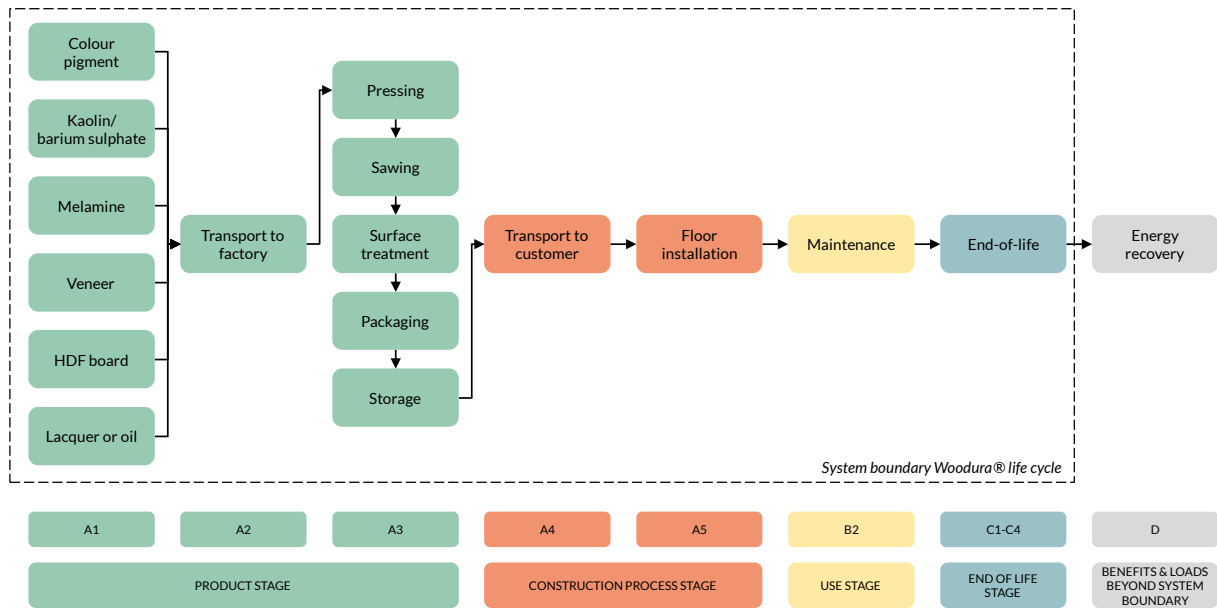 Colour
pigment
Kaolin/
barium sulphate
Melamine
Veneer
HDF board
Lacquer or oil
Transport to
factory
Pressing
Sawing
Surface
treatment
Packaging
Storage
Transport to
customer
Floor
installation
Maintenance
End-of-life
Energy
recovery
System boundary Woodura® life cycle
A1
A2
A3
A4
A5
B2
C1-C4
D
PRODUCT STAGE
CONSTRUCTION PROCESS STAGE
USE STAGE
END OF LIFE
STAGE
BENEFITS & LOADS
BEYOND SYSTEM
BOUNDARY